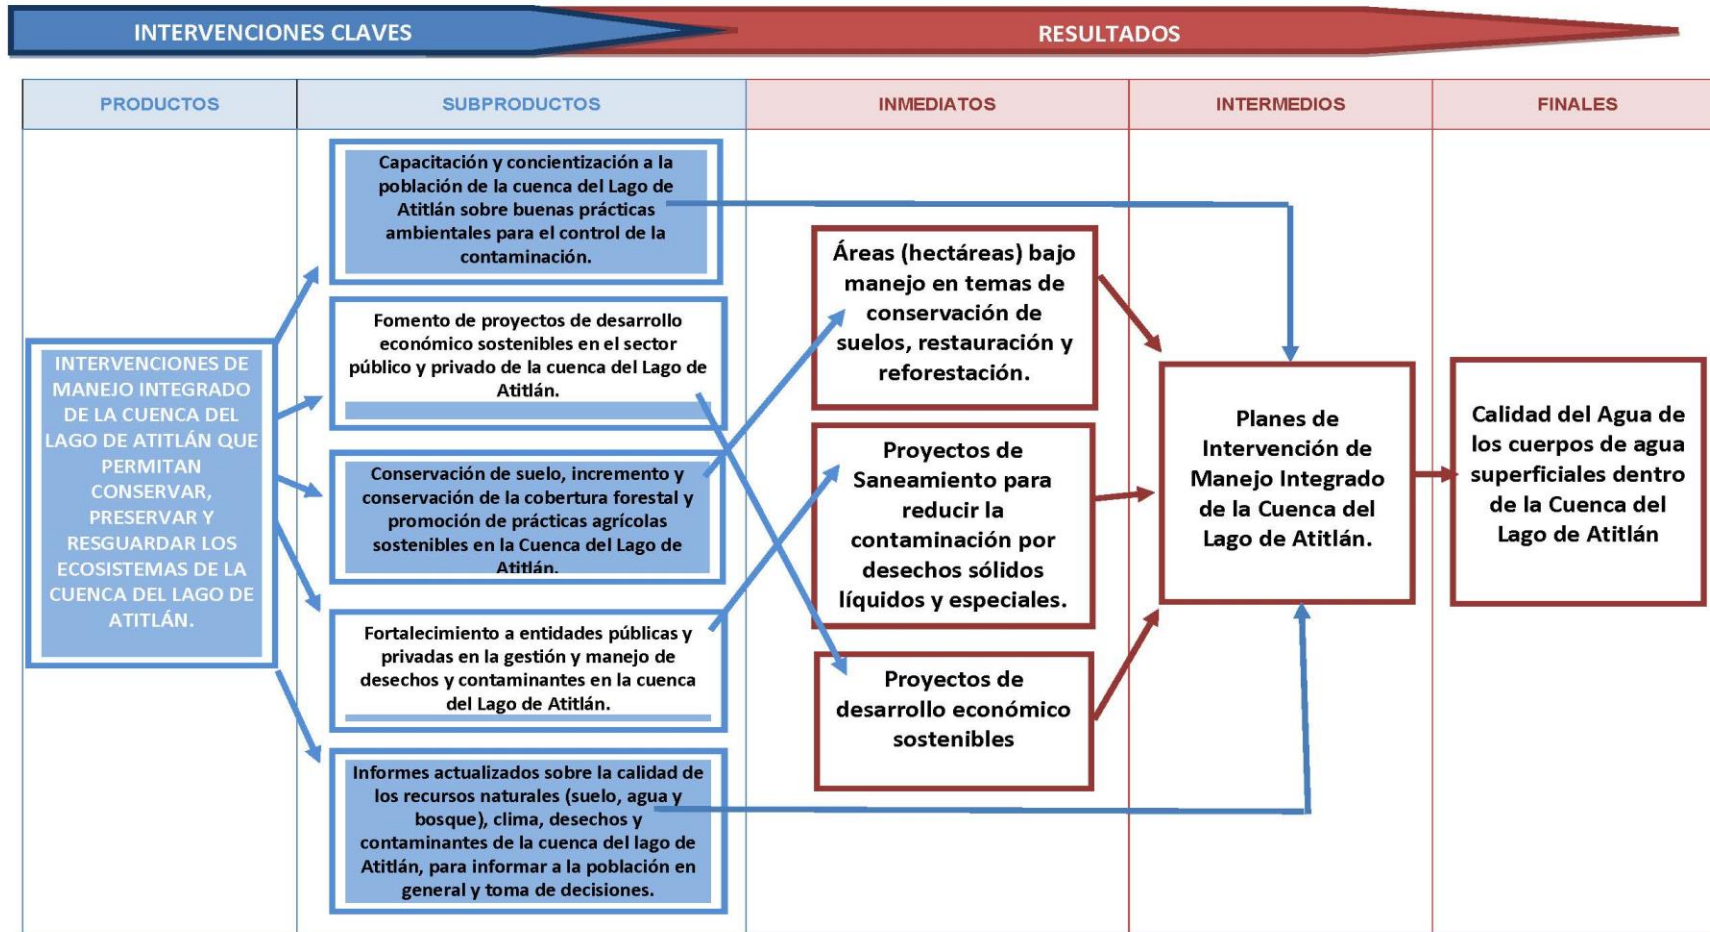 INTERVENCIONES CLAVES
RESULTADOS
PRODUCTOS
SUBPRODUCTOS
INMEDIATOS
INTERMEDIOS
FINALES
INTERVENCIONES DE
MANEJO INTEGRADO
DE LA CUENCA DEL
LAGO DE ATITLÁN QUE
PERMITAN
CONSERVAR,
PRESERVAR Y
RESGUARDAR LOS
ECOSISTEMAS DE LA
CUENCA DEL LAGO DE
ATITLÁN.
Capacitación y concientización a la
población de la cuenca del Lago de
Atitlán sobre buenas prácticas
ambientales para el control de la
contaminación.
Fomento de proyectos de desarrollo
económico sostenibles en el sector
público y privado de la cuenca del Lago de
Atitlán.
Conservación de suelo, incremento y
conservación de la cobertura forestal y
promoción de prácticas agrícolas
sostenibles en la Cuenca del Lago de
Atitlán.
Fortalecimiento a entidades públicas y
privadas en la gestión y manejo de
desechos y contaminantes en la cuenca
del Lago de Atitlán.
Informes actualizados sobre la calidad de
los recursos naturales (suelo, agua y
bosque), clima, desechos y
contaminantes de la cuenca del lago de
Atitlán, para informar a la población en
general y toma de decisiones.
Áreas (hectáreas) bajo
manejo en temas de
conservación de
suelos, restauración y
reforestación.
Proyectos de
Saneamiento para
reducir la
contaminación por
desechos sólidos
líquidos y especiales.
Proyectos de
desarrollo económico
sostenibles
Planes de
Intervención de
Manejo Integrado
de la Cuenca del
Lago de Atitlán.
Calidad del Agua de
los cuerpos de agua
superficiales dentro
de la Cuenca del
Lago de Atitlán